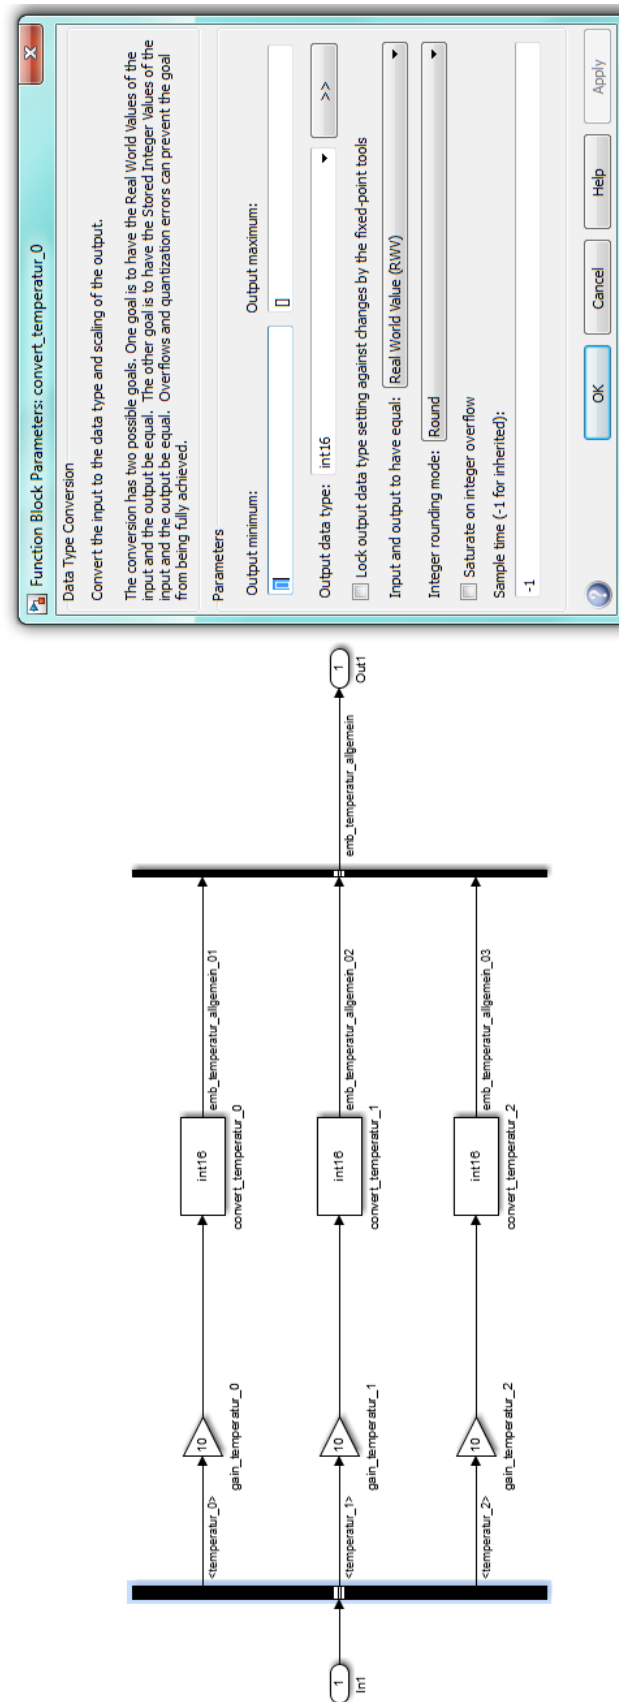 Function Block Parameters: convert_temperatur_0
Data Type Conversion
Convert the input to the data type and scaling of the output.
The conversion has two possible goals. One goal is to have the Real World Values of the
input and the output be equal.  The other goal is to have the Stored Integer Values of the
input and the output be equal.  Overflows and quantization errors can prevent the goal
from being fully achieved.
Parameters
Output minimum:
Output maximum:
[]
[]
Output data type:
int16
>>
Lock output data type setting against changes by the fixed-point tools
Input and output to have equal:
Real World Value (RWV)
Integer rounding mode:
Round
Saturate on integer overflow
Sample time (-1 for inherited):
-1
OK
Cancel
Help
Apply
1
In1
<temperatur_0>
10
gain_temperatur_0
int16
convert_temperatur_0
emb_temperatur_allgemein_01
<temperatur_1>
10
gain_temperatur_1
int16
convert_temperatur_1
emb_temperatur_allgemein_02
<temperatur_2>
10
gain_temperatur_2
int16
convert_temperatur_2
emb_temperatur_allgemein_03
emb_temperatur_allgemein
1
Out1